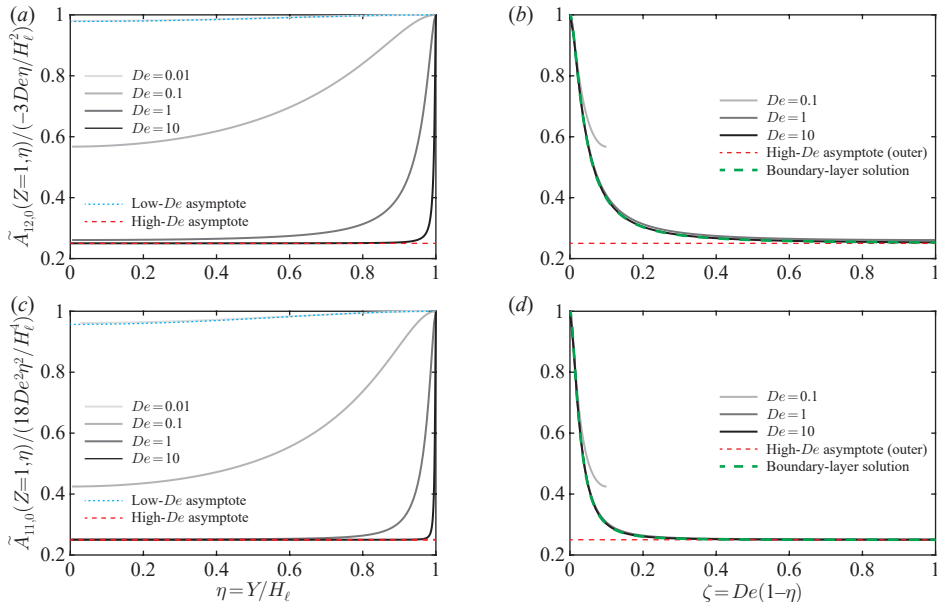 (a)
1
0.8
0.6
0.4
0.2
0
0.2
0.4
0.6
0.8
1
Ã₁₂,₀(Z=1,η)/(−3Deη/H_ℓ²)
De=0.01
De=0.1
De=1
De=10
Low-De asymptote
High-De asymptote
(b)
1
0.8
0.6
0.4
0.2
0
0.2
0.4
0.6
0.8
1
De=0.1
De=1
De=10
High-De asymptote (outer)
Boundary-layer solution
(c)
1
0.8
0.6
0.4
0.2
0
0.2
0.4
0.6
0.8
1
Ã₁₁,₀(Z=1,η)/(18De²η²/H_ℓ⁴)
De=0.01
De=0.1
De=1
De=10
Low-De asymptote
High-De asymptote
η=Y/H_ℓ
(d)
1
0.8
0.6
0.4
0.2
0
0.2
0.4
0.6
0.8
1
De=0.1
De=1
De=10
High-De asymptote (outer)
Boundary-layer solution
ζ=De(1–η)